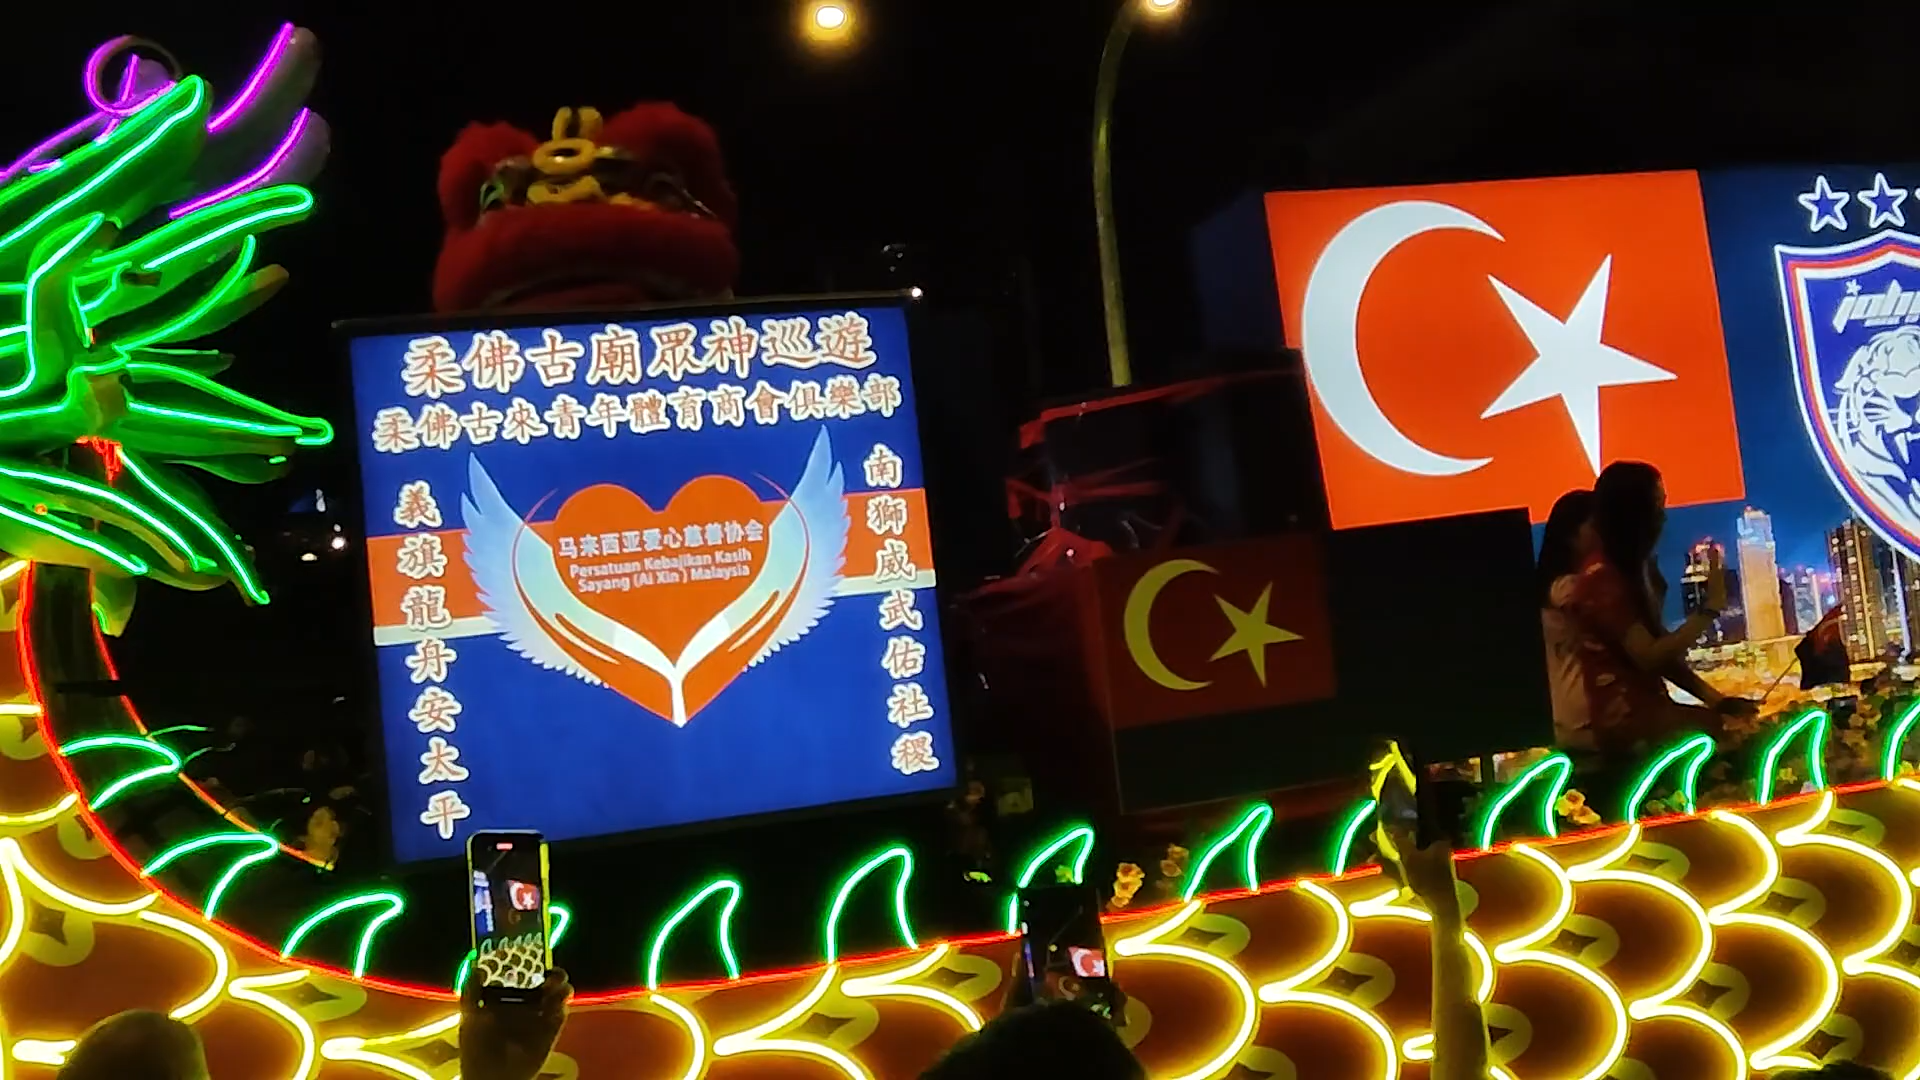 柔佛古廟眾神巡遊
柔佛古來青年體育商會俱樂部
南獅威武佑社稷
義旗龍舟安太平
马来西亚爱心慈善协会
Persatuan Kebajikan Kasih
Sayang (Ai Xin) Malaysia